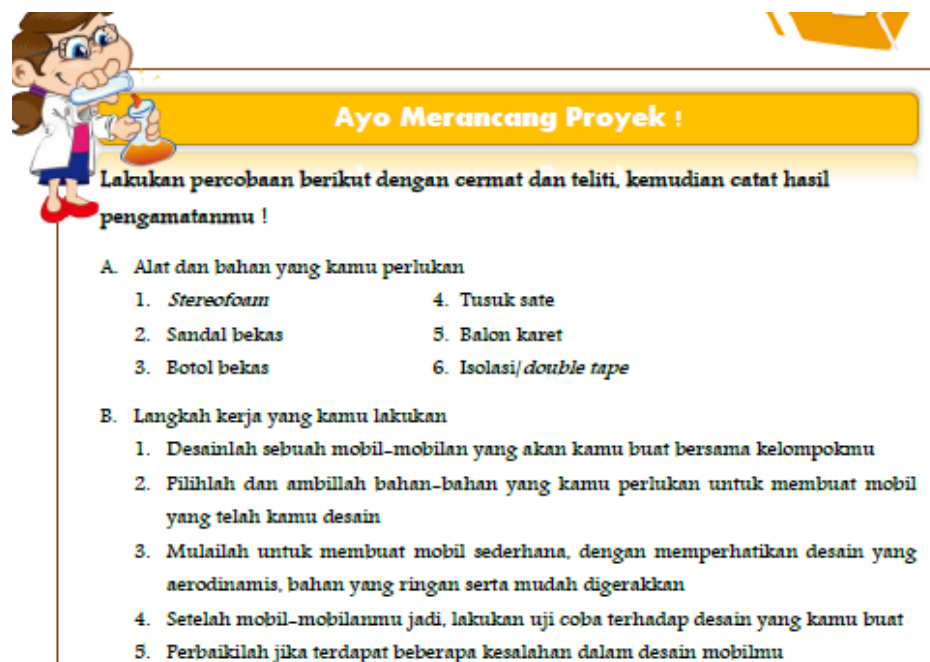 Ayo Merancang Proyek !
Lakukan percobaan berikut dengan cermat dan teliti, kemudian catat hasil
pengamatanmu !
A. Alat dan bahan yang kamu perlukan
1. Stereofoam 4. Tusuk sate
2. Sandal bekas 5. Balon karet
3. Botol bekas 6. Isolasi/double tape
B. Langkah kerja yang kamu lakukan
1. Desainlah sebuah mobil-mobilan yang akan kamu buat bersama kelompokmu
2. Pilihlah dan ambillah bahan-bahan yang kamu perlukan untuk membuat mobil
yang telah kamu desain
3. Mulailah untuk membuat mobil sederhana, dengan memperhatikan desain yang
aerodinamis, bahan yang ringan serta mudah digerakkan
4. Setelah mobil-mobilanmu jadi, lakukan uji coba terhadap desain yang kamu buat
5. Perbaikilah jika terdapat beberapa kesalahan dalam desain mobilmu